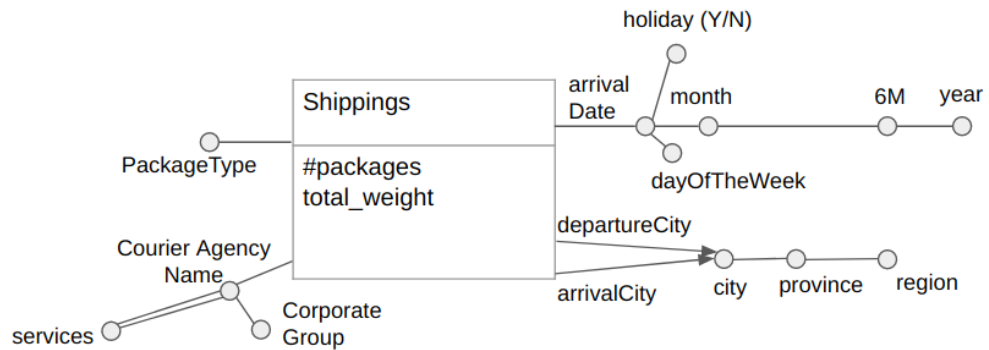 holiday (Y/N)
Shippings
arrival
Date
month
6M
year
PackageType
#packages
total_weight
dayOfTheWeek
departureCity
Courier Agency
Name
arrivalCity
city
province
region
services
Corporate
Group